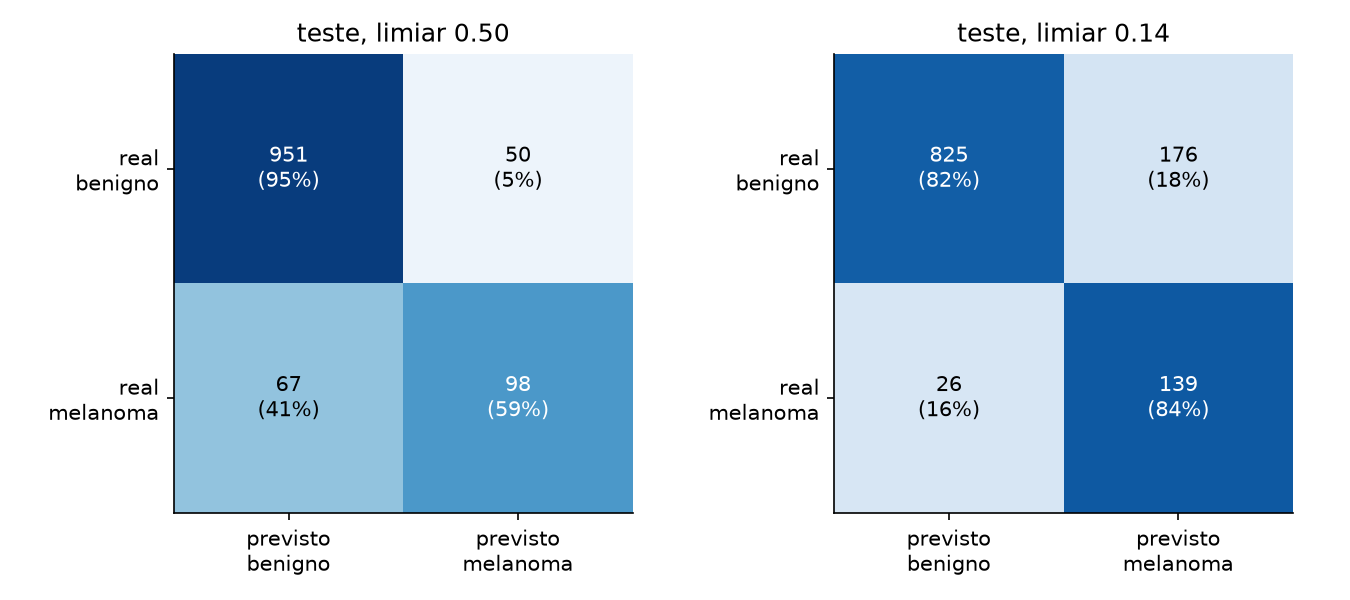 teste, limiar 0.50
real
benigno
951
(95%)
50
(5%)
real
melanoma
67
(41%)
98
(59%)
previsto
benigno
previsto
melanoma
teste, limiar 0.14
real
benigno
825
(82%)
176
(18%)
real
melanoma
26
(16%)
139
(84%)
previsto
benigno
previsto
melanoma